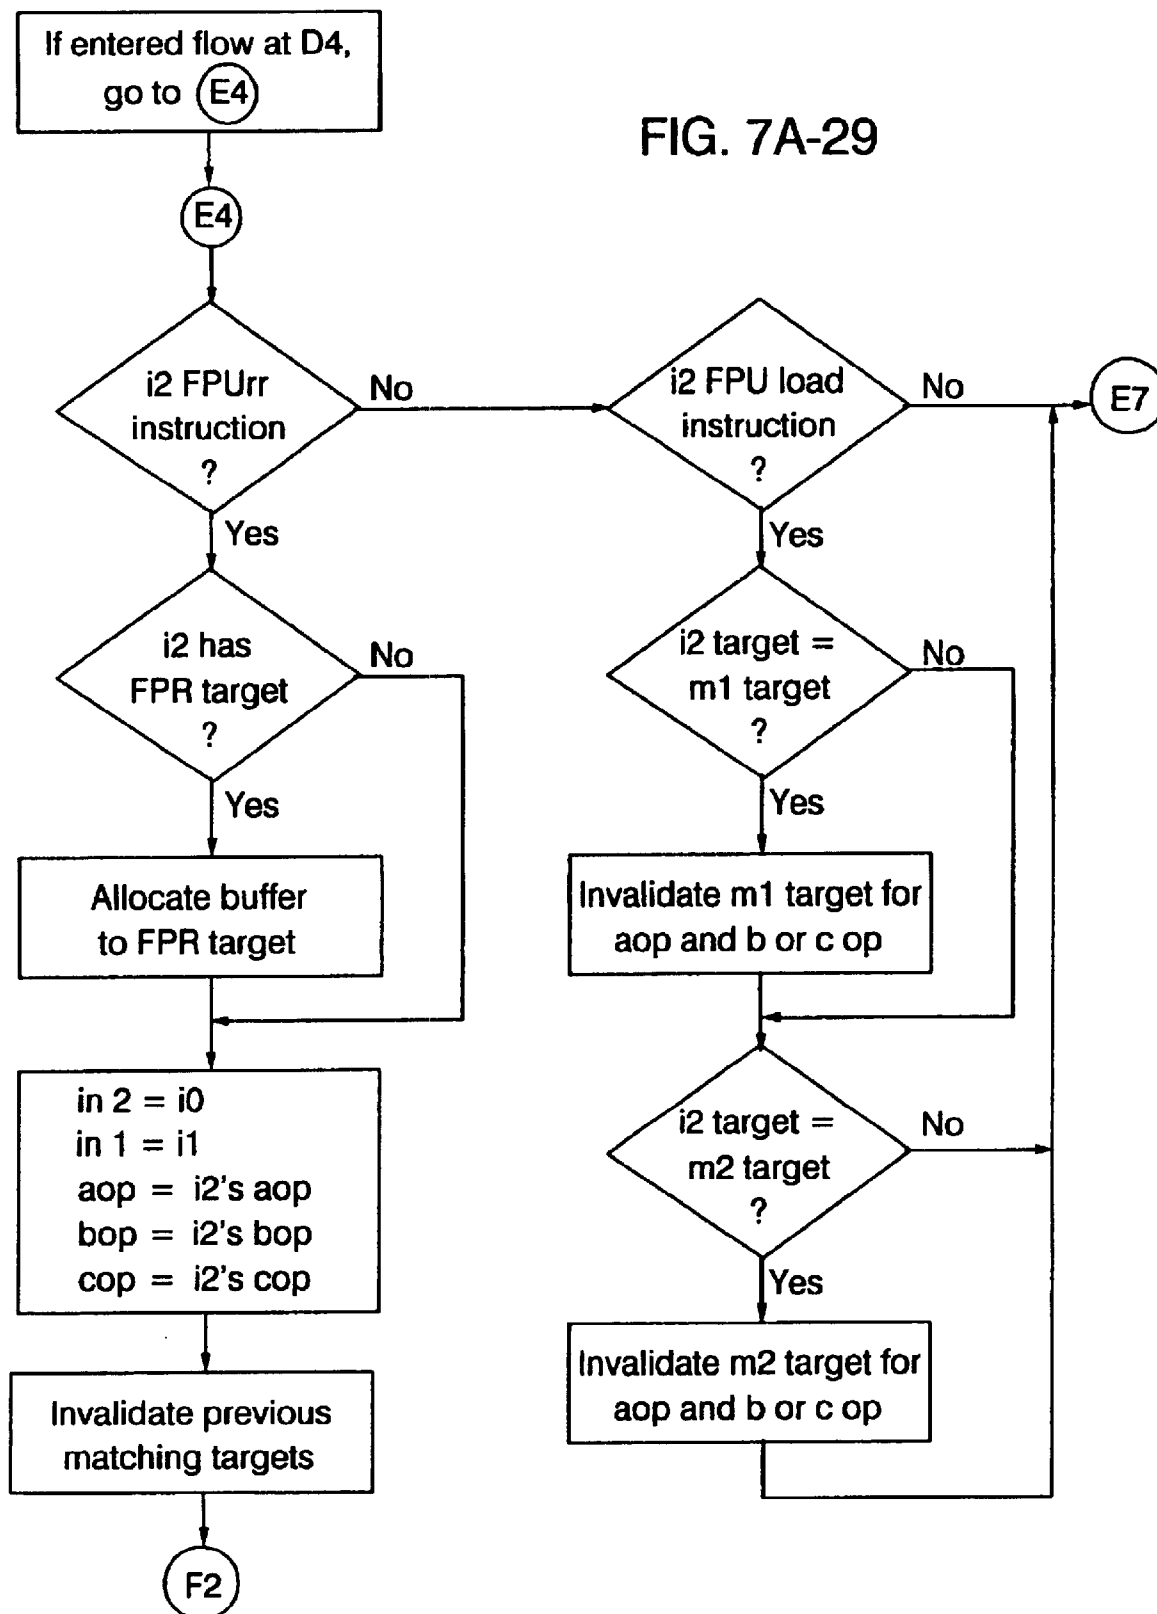 If entered flow at D4,
go to E4
FIG. 7A-29
E4
i2 FPUrr
instruction
?
No
Yes
i2 FPU load
instruction
?
No
Yes
E7
i2 has
FPR target
?
No
Yes
i2 target =
m1 target
?
No
Yes
Allocate buffer
to FPR target
Invalidate m1 target for
aop and b or c op
in 2 = i0
in 1 = i1
aop = i2's aop
bop = i2's bop
cop = i2's cop
i2 target =
m2 target
?
No
Yes
Invalidate previous
matching targets
Invalidate m2 target for
aop and b or c op
F2